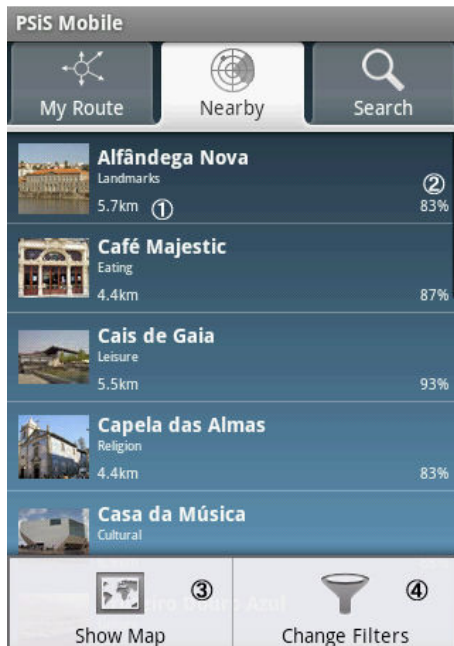 PSiS Mobile
My Route
Nearby
Search
Alfândega Nova
Landmarks
②
5.7km ①
83%
Café Majestic
Eating
4.4km
87%
Cais de Gaia
Leisure
5.5km
93%
Capela das Almas
Religion
4.4km
83%
Casa da Música
Cultural
③
④
Douro Azul
Show Map
Change Filters